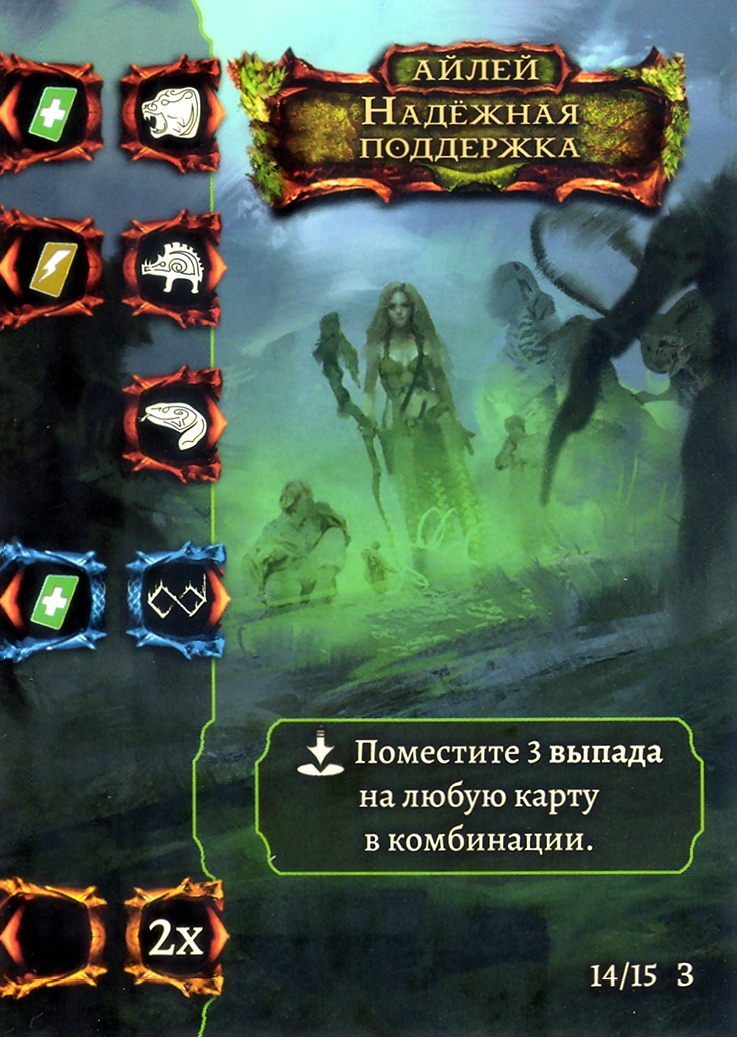 АЙЛЕЙ
НАДЁЖНАЯ
ПОДДЕРЖКА
Поместите 3 выпада
на любую карту
в комбинации.
2x
14/15 3